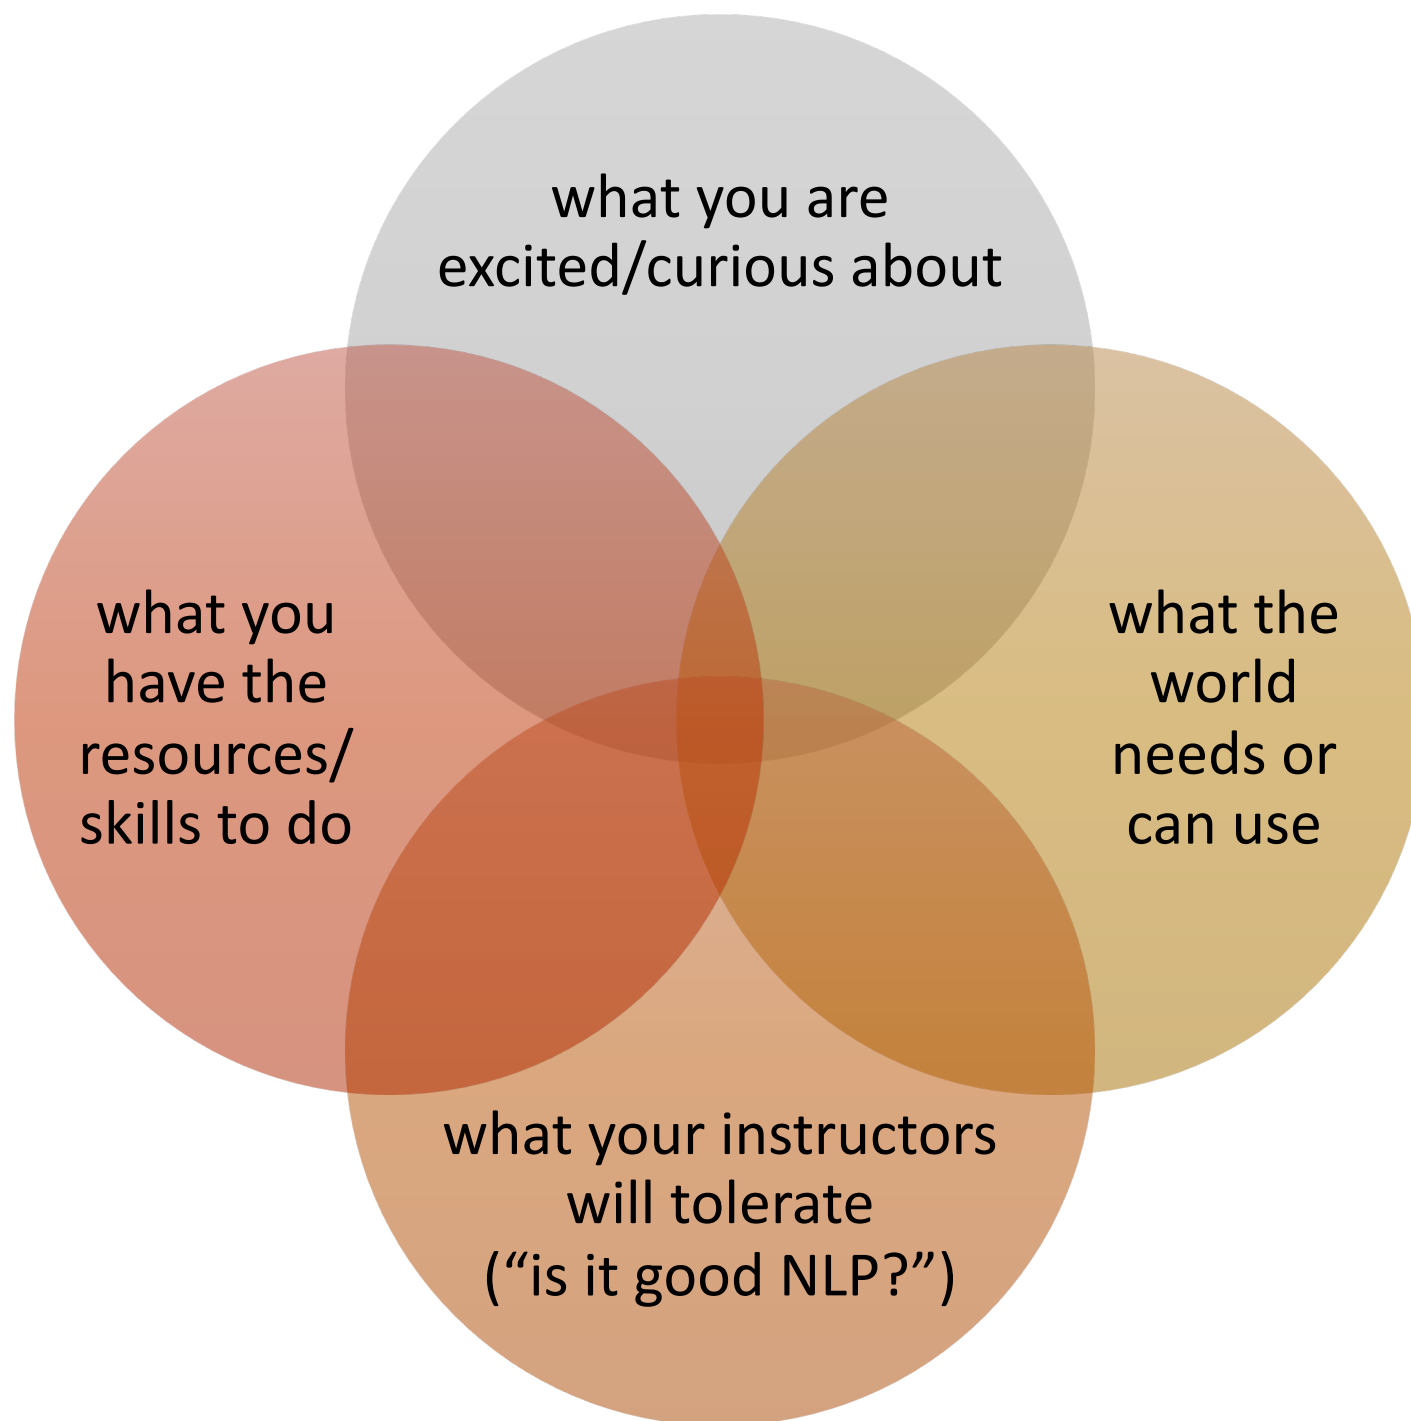 what you are
excited/curious about
what you
have the
resources/
skills to do
what the
world
needs or
can use
what your instructors
will tolerate
(“is it good NLP?”)